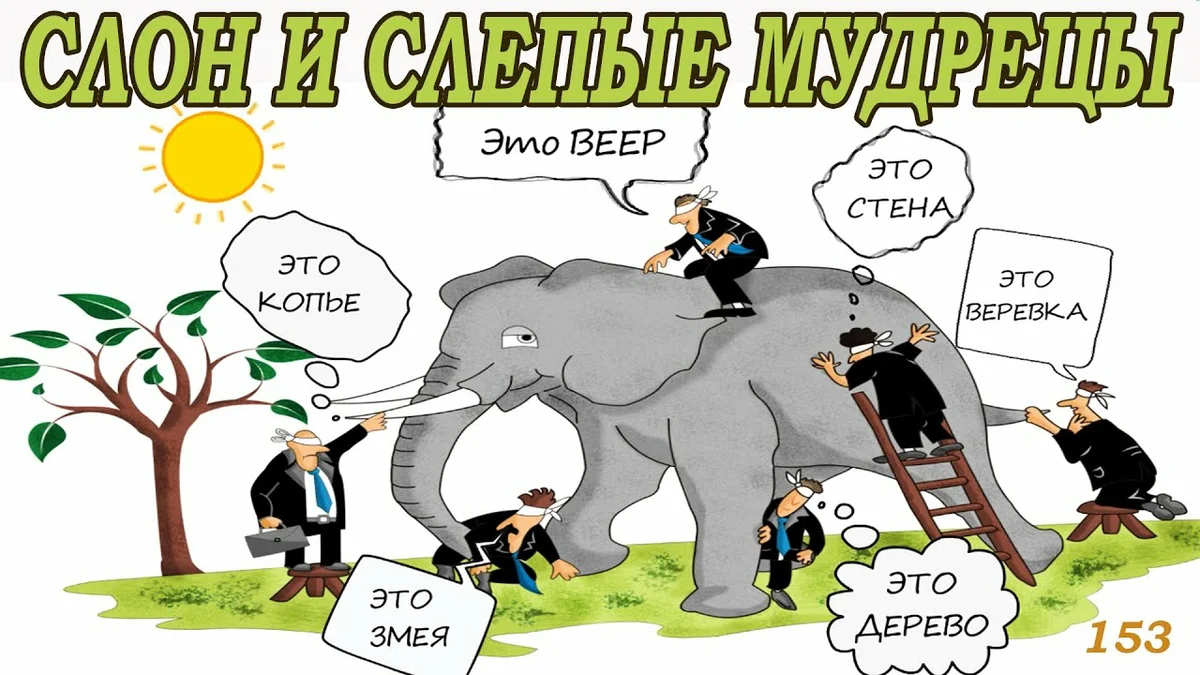 СЛОН И СЛЕПЫЕ МУДРЕЦЫ
Это ВЕЕР
ЭТО
СТЕНА
ЭТО
КОПЬЕ
ЭТО
ВЕРЕВКА
ЭТО
ЗМЕЯ
ЭТО
ДЕРЕВО
153